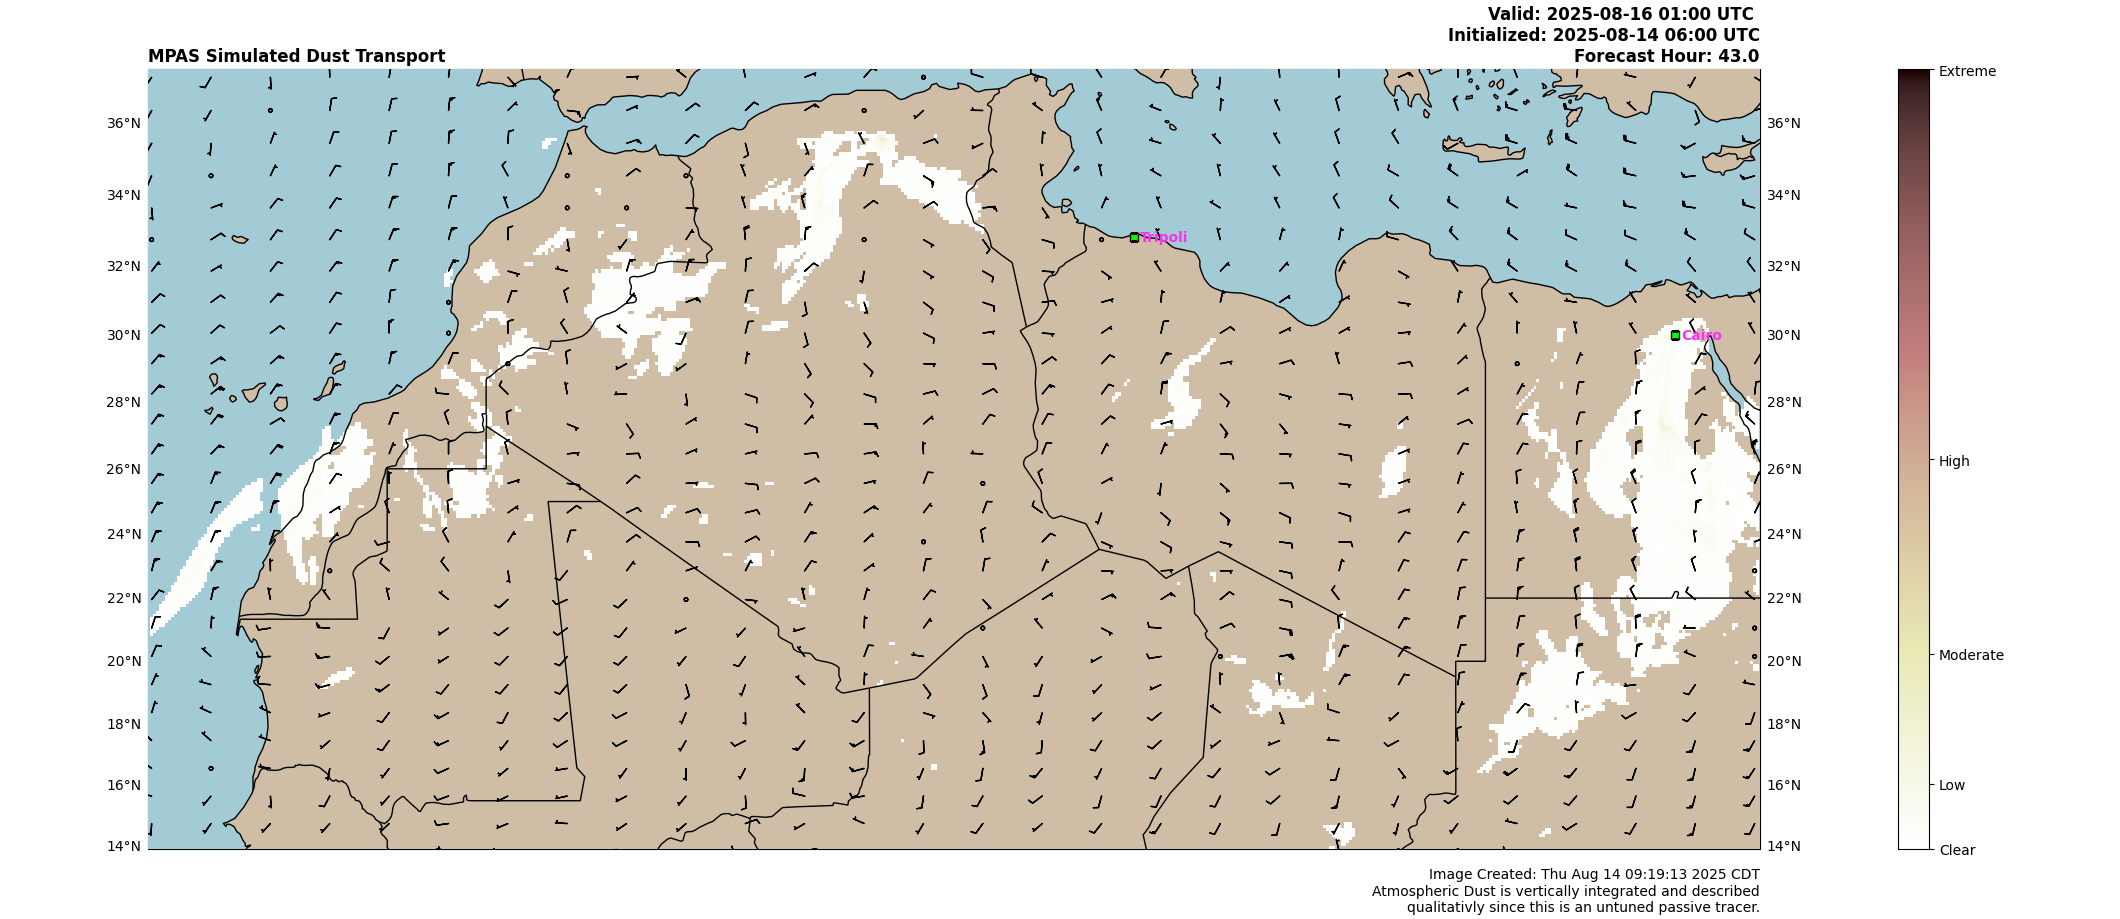 Valid: 2025-08-16 01:00 UTC
Initialized: 2025-08-14 06:00 UTC
MPAS Simulated Dust Transport
Forecast Hour: 43.0
Extreme
36°N
36°N
34°N
34°N
Tripoli
32°N
32°N
30°N
Cairo
30°N
28°N
28°N
26°N
26°N
High
24°N
24°N
22°N
22°N
20°N
20°N
Moderate
18°N
18°N
16°N
16°N
Low
14°N
14°N
Clear
Image Created: Thu Aug 14 09:19:13 2025 CDT
Atmospheric Dust is vertically integrated and described
qualitativly since this is an untuned passive tracer.